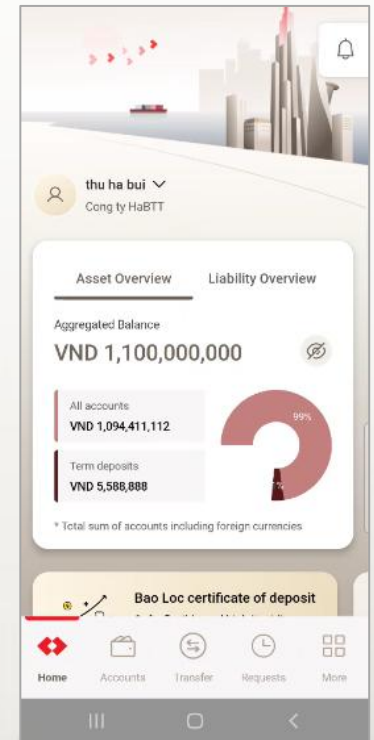 thu ha bui
Cong ty HaBTT
Asset Overview Liability Overview
Aggregated Balance
VND 1,100,000,000
All accounts
VND 1,094,411,112
99%
Term deposits
VND 5,588,888
* Total sum of accounts including foreign currencies
Bao Loc certificate of deposit
Home Accounts Transfer Requests More